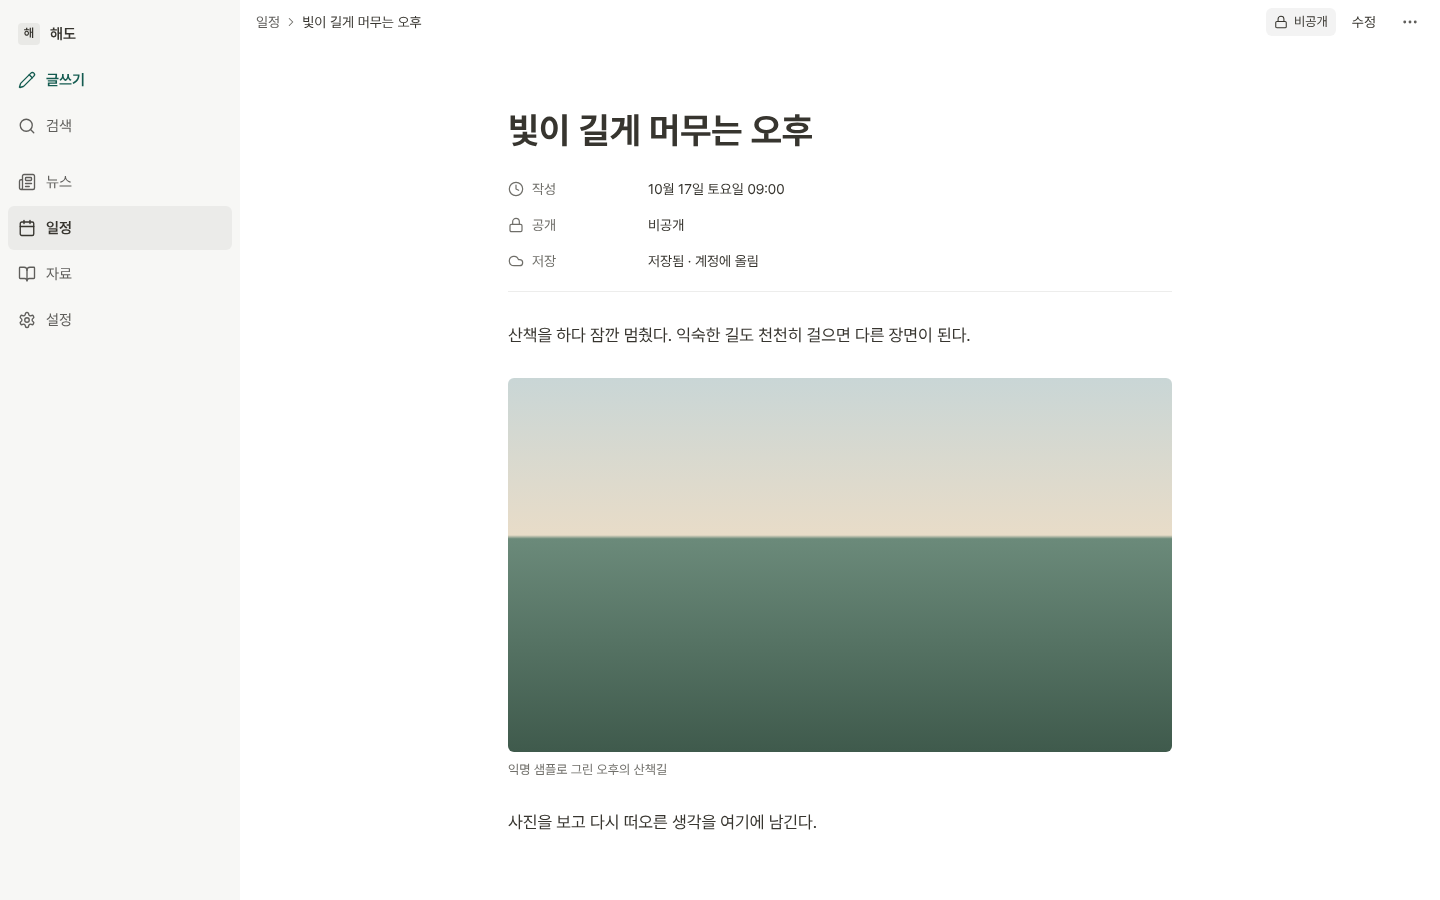 해 해도
글쓰기
검색
뉴스
일정
자료
설정
일정 > 빛이 길게 머무는 오후
비공개 수정
빛이 길게 머무는 오후
작성 10월 17일 토요일 09:00
공개 비공개
저장 저장됨 · 계정에 올림
산책을 하다 잠깐 멈췄다. 익숙한 길도 천천히 걸으면 다른 장면이 된다.
익명 샘플로 그린 오후의 산책길
사진을 보고 다시 떠오른 생각을 여기에 남긴다.